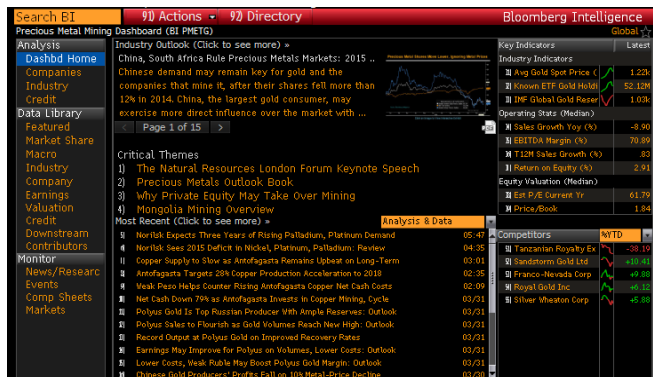 Search BI
91) Actions
92) Directory
Bloomberg Intelligence
Precious Metal Mining Dashboard (BI PMETG)
Global
Analysis
Dashbd Home
Companies
Industry
Credit
Data Library
Featured
Market Share
Macro
Industry
Company
Earnings
Valuation
Credit
Downstream
Contributors
Monitor
News/Researc
Events
Comp Sheets
Markets
Industry Outlook (Click to see more) »
China, South Africa Rule Precious Metals Markets: 2015 ..
Chinese demand may remain key for gold and the
companies that mine it, after their shares fell more than
12% in 2014. China, the largest gold consumer, may
exercise more direct influence over the market with ...
< Page 1 of 15 >
Critical Themes
1) The Natural Resources London Forum Keynote Speech
2) Precious Metals Outlook Book
3) Why Private Equity May Take Over Mining
4) Mongolia Mining Overview
Most Recent (Click to see more) »
Analysis & Data
Norilsk Expects Three Years of Rising Palladium, Platinum Demand 05:47
Norilsk Sees 2015 Deficit in Nickel, Platinum, Palladium: Review 04:35
Copper Supply to Slow as Antofagasta Remains Upbeat on Long-Term 03:01
Antofagasta Targets 28% Copper Production Acceleration to 2018 02:35
Weak Peso Helps Counter Rising Antofagasta Copper Net Cash Costs 02:09
Net Cash Down 79% as Antofagasta Invests in Copper Mining, Cycle 03/31
Polyus Gold Is Top Russian Producer With Ample Reserves: Outlook 03/31
Polyus Sales to Flourish as Gold Volumes Reach New High: Outlook 03/31
Record Output at Polyus Gold on Improved Recovery Rates 03/31
Earnings May Improve for Polyus on Volumes, Lower Costs: Outlook 03/31
Lower Costs, Weak Ruble May Boost Polyus Gold Margin: Outlook 03/31
Chinese Gold Producers' Profits Fall on 10% Metal-Price Decline 03/30
Key Indicators Latest
Industry Indicators
Avg Gold Spot Price ( 1.22k
Known ETF Gold Holdi 52.12M
IMF Global Gold Reser 1.03k
Operating Stats (Median)
Sales Growth Yoy (%) -8.90
EBITDA Margin (%) 70.89
T12M Sales Growth (%) .83
Return on Equity (%) 2.91
Equity Valuation (Median)
Est P/E Current Yr 61.79
Price/Book 1.84
Competitors %YTD
Tanzanian Royalty Ex -38.19
Sandstorm Gold Ltd +10.41
Franco-Nevada Corp +9.88
Royal Gold Inc +6.12
Silver Wheaton Corp +5.88